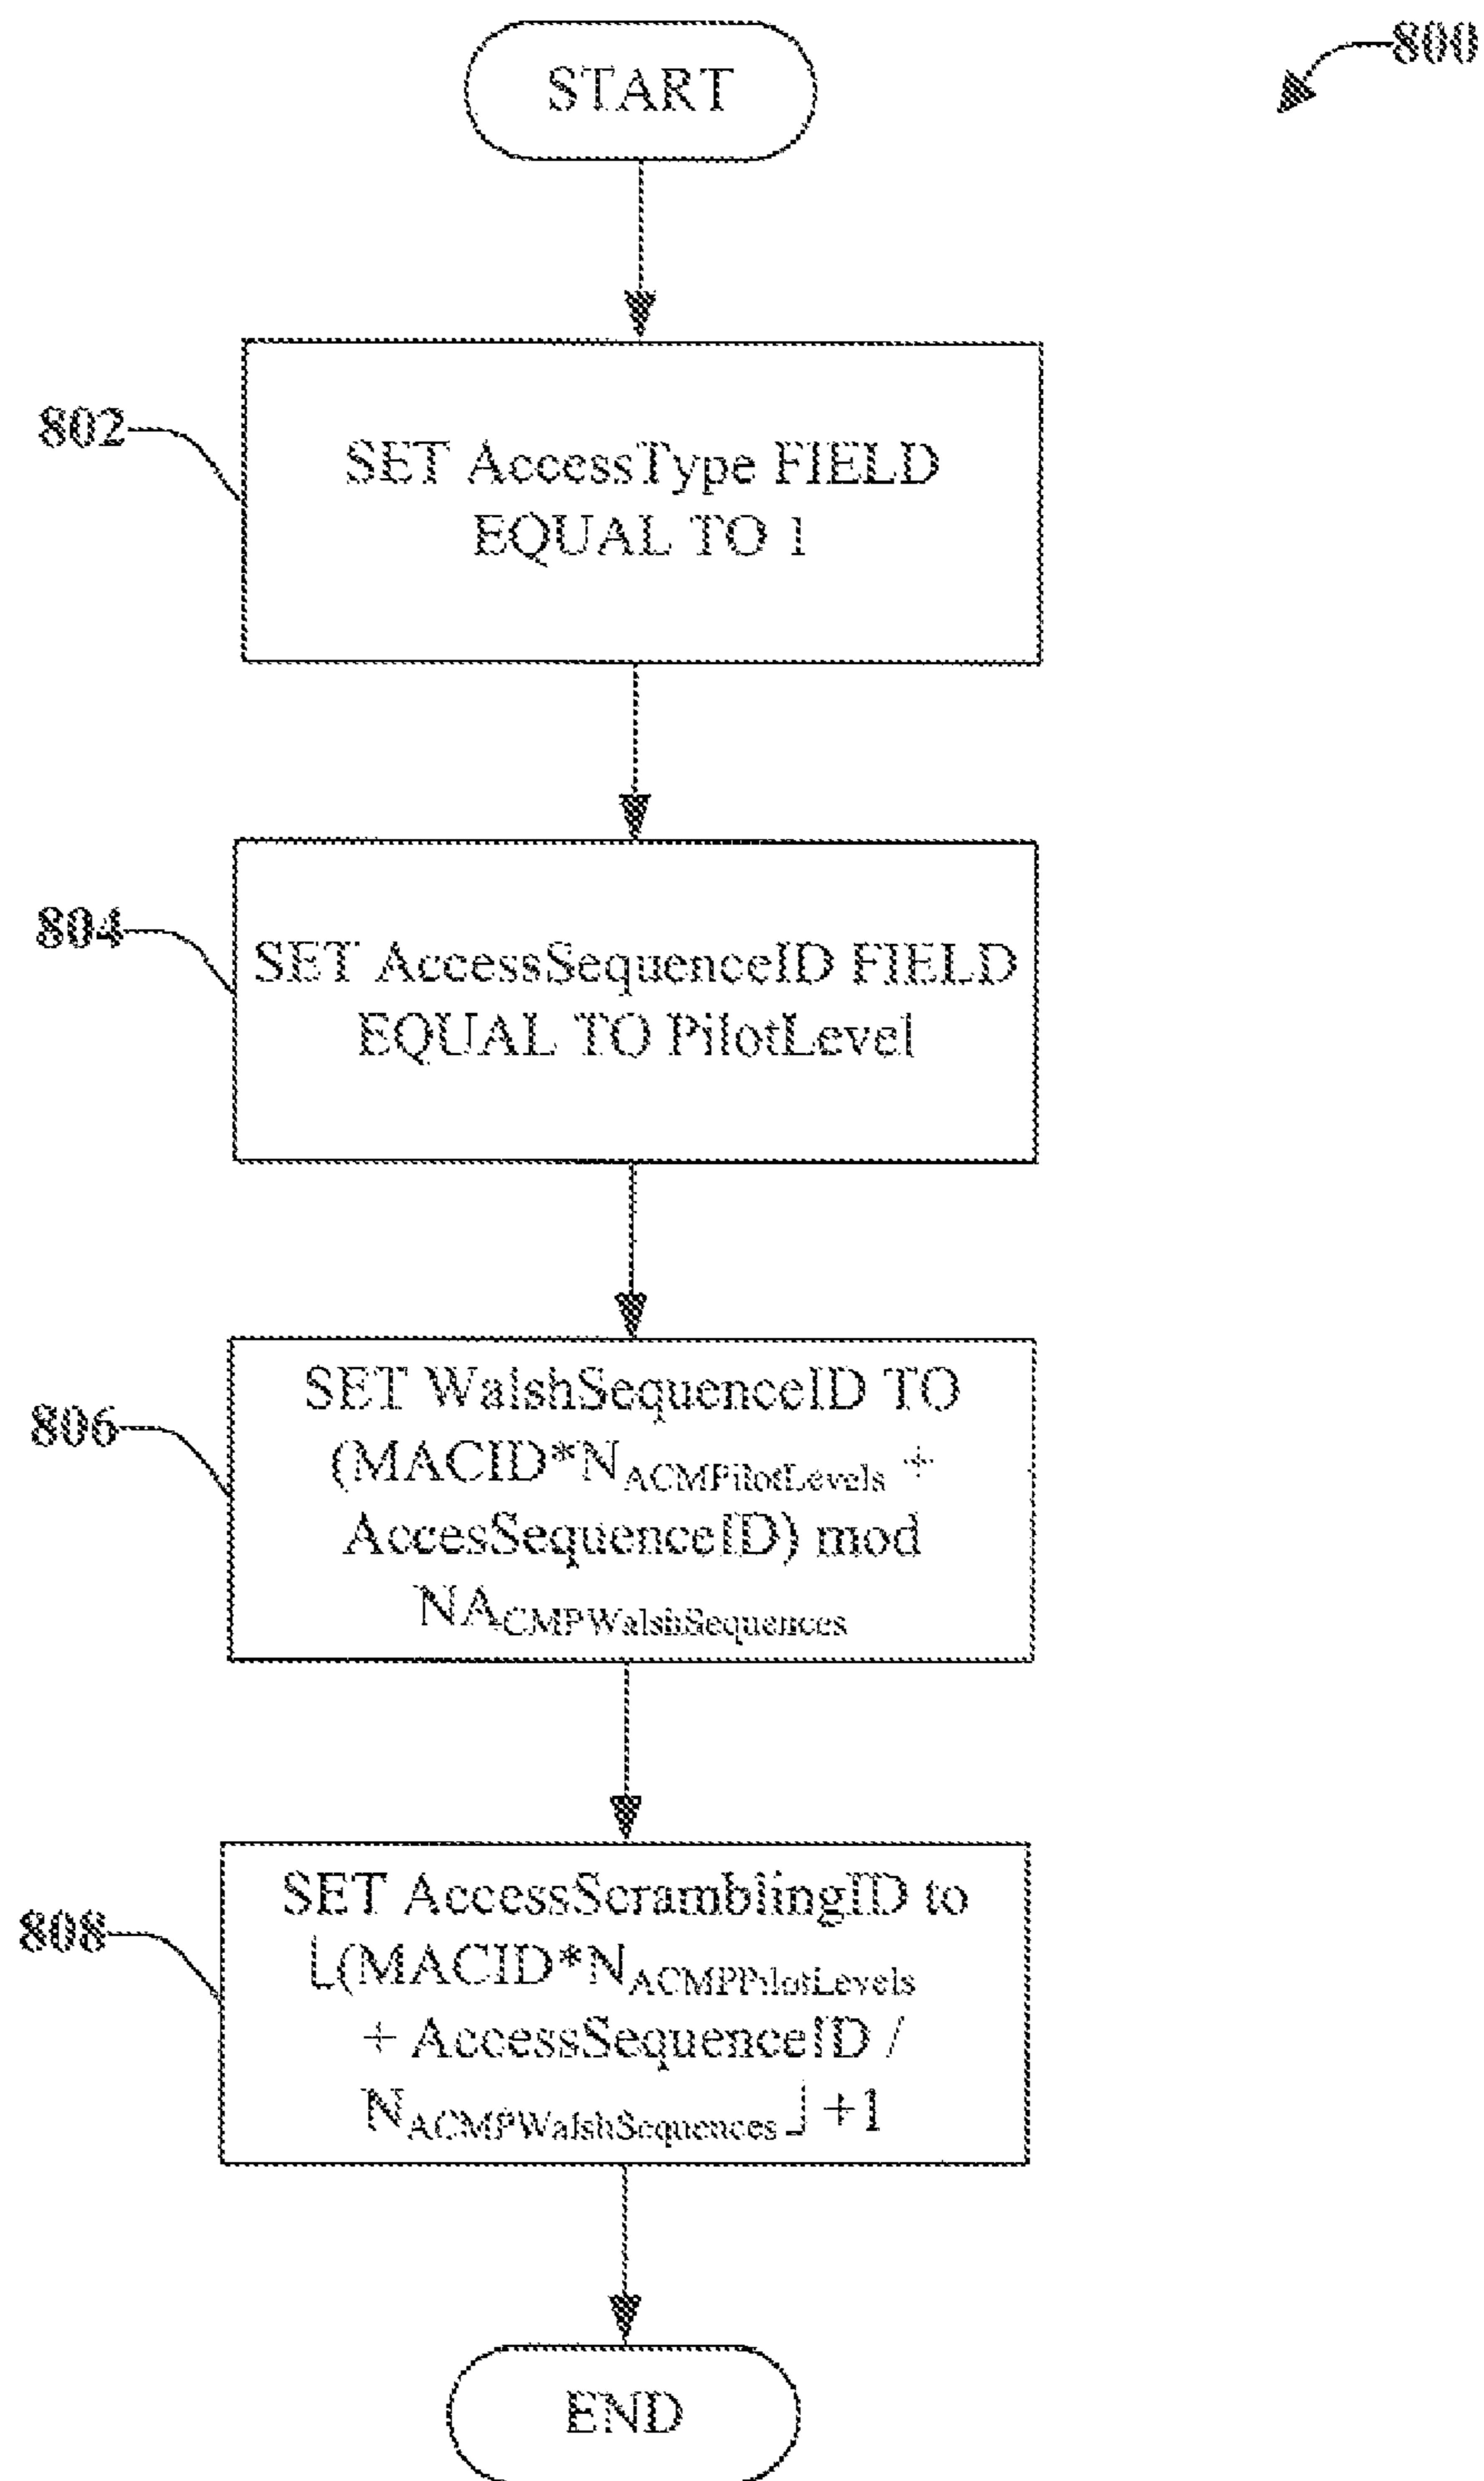 800
START
802
SET AccessType FIELD
EQUAL TO 1
804
SET AccessSequenceID FIELD
EQUAL TO PilotLevel
806
SET WalshSequenceID TO
(MACID*NACMPilotLevels +
AccesSequenceID) mod
NACMPWalshSequences
808
SET AccessScramblingID to
⌊(MACID*NACMPPilotLevels
+ AccessSequenceID /
NACMPWalshSequences⌋ +1
END